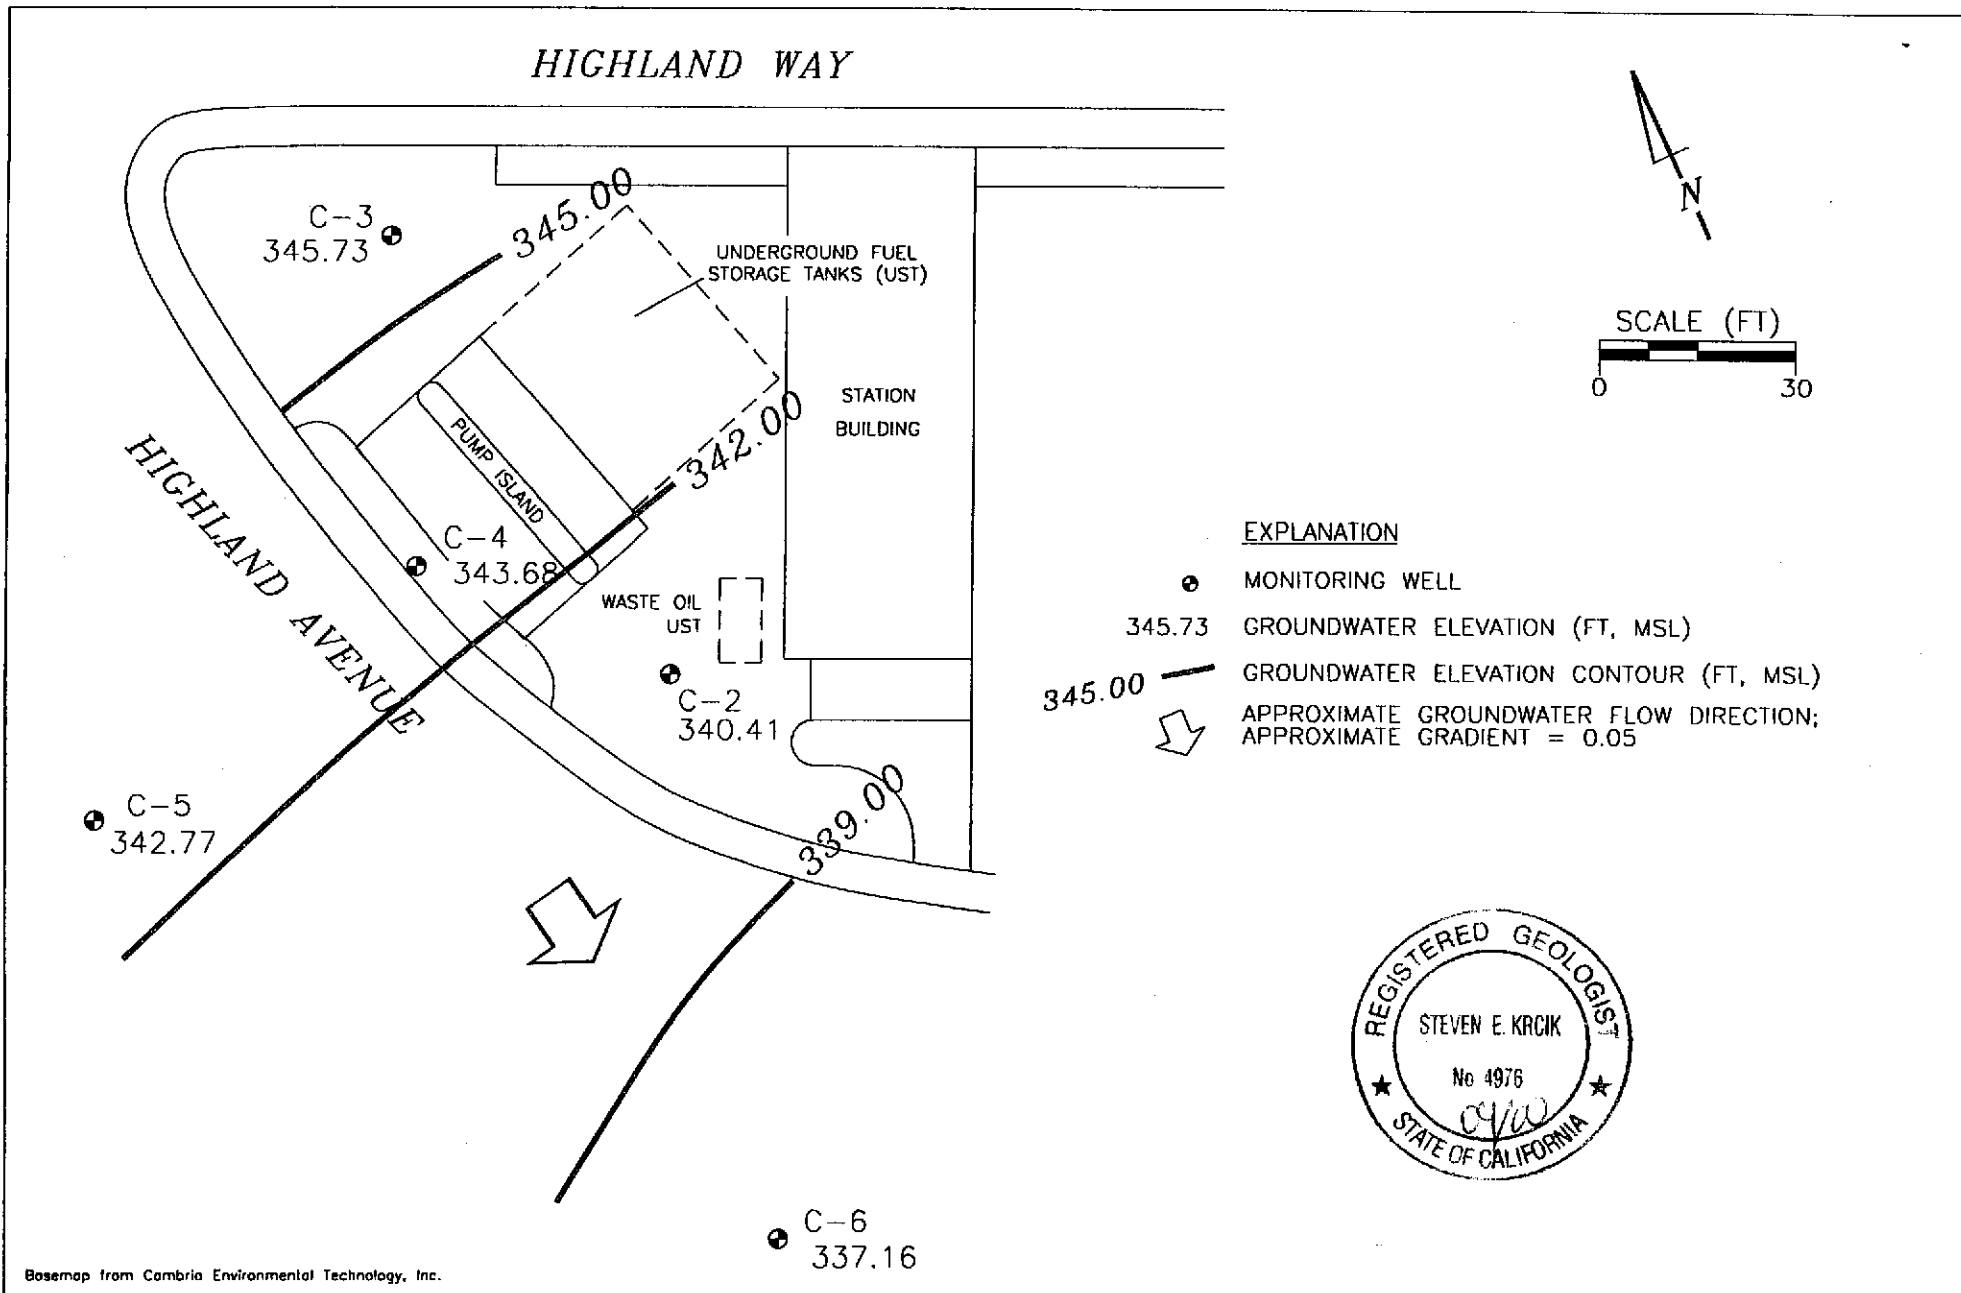 HIGHLAND WAY
N
SCALE (FT)
0 30
C-3
345.73
345.00
UNDERGROUND FUEL
STORAGE TANKS (UST)
STATION
BUILDING
342.00
PUMP ISLAND
C-4
343.68
HIGHLAND AVENUE
WASTE OIL
UST
C-2
340.41
C-5
342.77
339.00
C-6
337.16
EXPLANATION
MONITORING WELL
345.73 GROUNDWATER ELEVATION (FT, MSL)
345.00 GROUNDWATER ELEVATION CONTOUR (FT, MSL)
APPROXIMATE GROUNDWATER FLOW DIRECTION;
APPROXIMATE GRADIENT = 0.05
REGISTERED GEOLOGIST
STEVEN E. KRCIK
No 4976
STATE OF CALIFORNIA
Basemap from Cambria Environmental Technology, Inc.